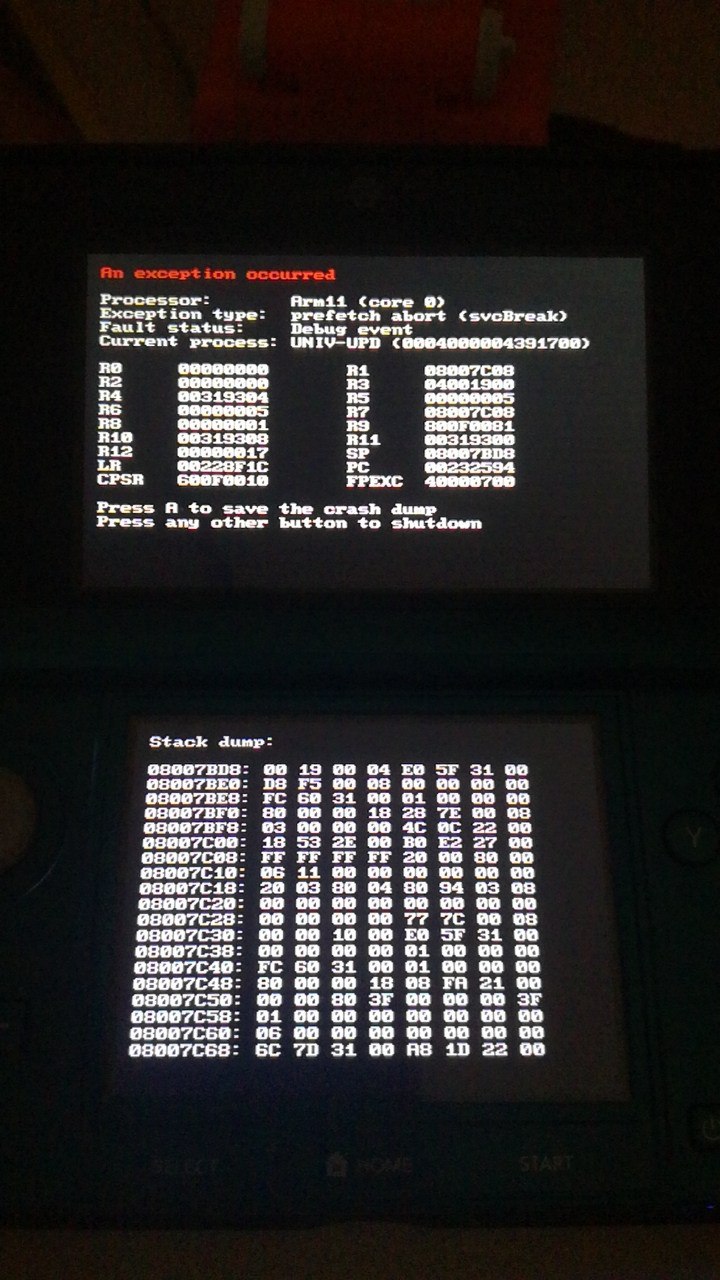 An exception occurred
Processor: Arm11 (core 0)
Exception type: prefetch abort (svcBreak)
Fault status: Debug event
Current process: UNIV-UPD (0004000004391700)
R0 00000000 R1 08007C08
R2 00000000 R3 04001900
R4 00319304 R5 00000005
R6 00000005 R7 08007C08
R8 00000001 R9 800F0081
R10 00319308 R11 00319300
R12 00000017 SP 08007BD8
LR 00228F1C PC 00232594
CPSR 600F0010 FPEXC 40000700
Press A to save the crash dump
Press any other button to shutdown
Stack dump:
08007BD8: 00 19 00 04 E0 5F 31 00
08007BE0: D8 F5 00 08 00 00 00 00
08007BE8: FC 60 31 00 01 00 00 00
08007BF0: 80 00 00 18 28 7E 00 08
08007BF8: 03 00 00 00 4C 0C 22 00
08007C00: 18 53 2E 00 B0 E2 27 00
08007C08: FF FF FF FF 20 00 80 00
08007C10: 06 11 00 00 00 00 00 00
08007C18: 20 03 80 04 80 94 03 08
08007C20: 00 00 00 00 00 00 00 00
08007C28: 00 00 00 00 77 7C 00 08
08007C30: 00 00 10 00 E0 5F 31 00
08007C38: 00 00 00 00 01 00 00 00
08007C40: FC 60 31 00 01 00 00 00
08007C48: 80 00 00 18 08 FA 21 00
08007C50: 00 00 80 3F 00 00 00 3F
08007C58: 01 00 00 00 00 00 00 00
08007C60: 06 00 00 00 00 00 00 00
08007C68: 6C 7D 31 00 A8 1D 22 00
Y
SELECT HOME START